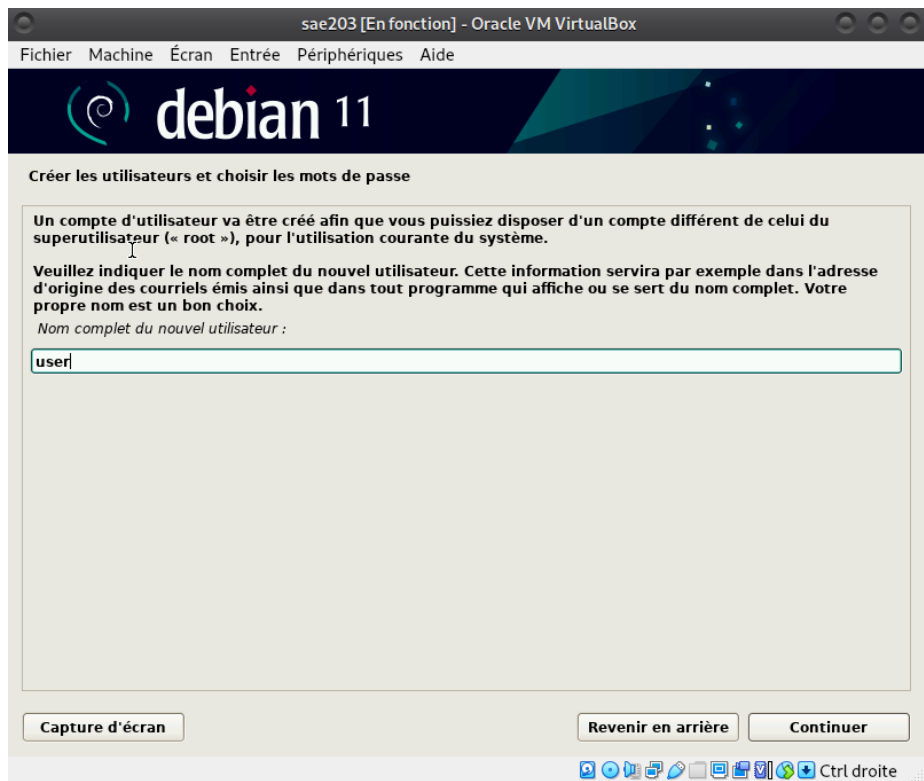 sae203 [En fonction] - Oracle VM VirtualBox
Fichier Machine Écran Entrée Périphériques Aide
debian 11
Créer les utilisateurs et choisir les mots de passe
Un compte d'utilisateur va être créé afin que vous puissiez disposer d'un compte différent de celui du
superutilisateur (« root »), pour l'utilisation courante du système.
Veuillez indiquer le nom complet du nouvel utilisateur. Cette information servira par exemple dans l'adresse
d'origine des courriels émis ainsi que dans tout programme qui affiche ou se sert du nom complet. Votre
propre nom est un bon choix.
Nom complet du nouvel utilisateur :
user
Capture d'écran Revenir en arrière Continuer
Ctrl droite